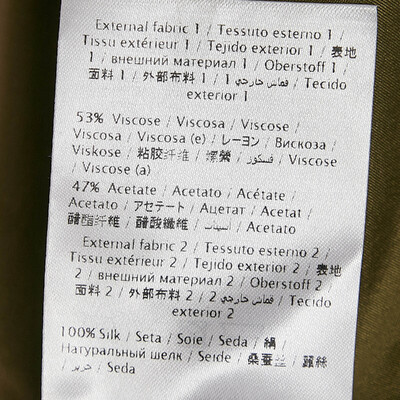 External fabric 1 / Tessuto esterno 1 /
Tissu extérieur 1 / Tejido exterior 1 / 表地
1 / внешний материал 1 / Oberstoff 1 /
面料 1 / 外部布料 1 / قماش خارجي 1 / Tecido
exterior 1
53% Viscose / Viscosa / Viscose /
Viscosa / Viscosa (e) / レーヨン / Вискоза /
Viskose / 粘胶纤维 / 嫘縈 / فسكوز / Viscose
/ Viscose (a)
47% Acetate / Acetato / Acétate /
Acetato / アセテート / Ацетат / Acetat /
醋酯纤维 / 醋酸纖維 / أسيتات / Acetato
External fabric 2 / Tessuto esterno 2 /
Tissu extérieur 2 / Tejido exterior 2 / 表地
2 / внешний материал 2 / Oberstoff 2 /
面料 2 / 外部布料 2 / قماش خارجي 2 / Tecido
exterior 2
100% Silk / Seta / Soie / Seda / 絹 /
Натуральный шелк / Seide / 桑蚕丝 / 蠶絲
/ حرير / Seda